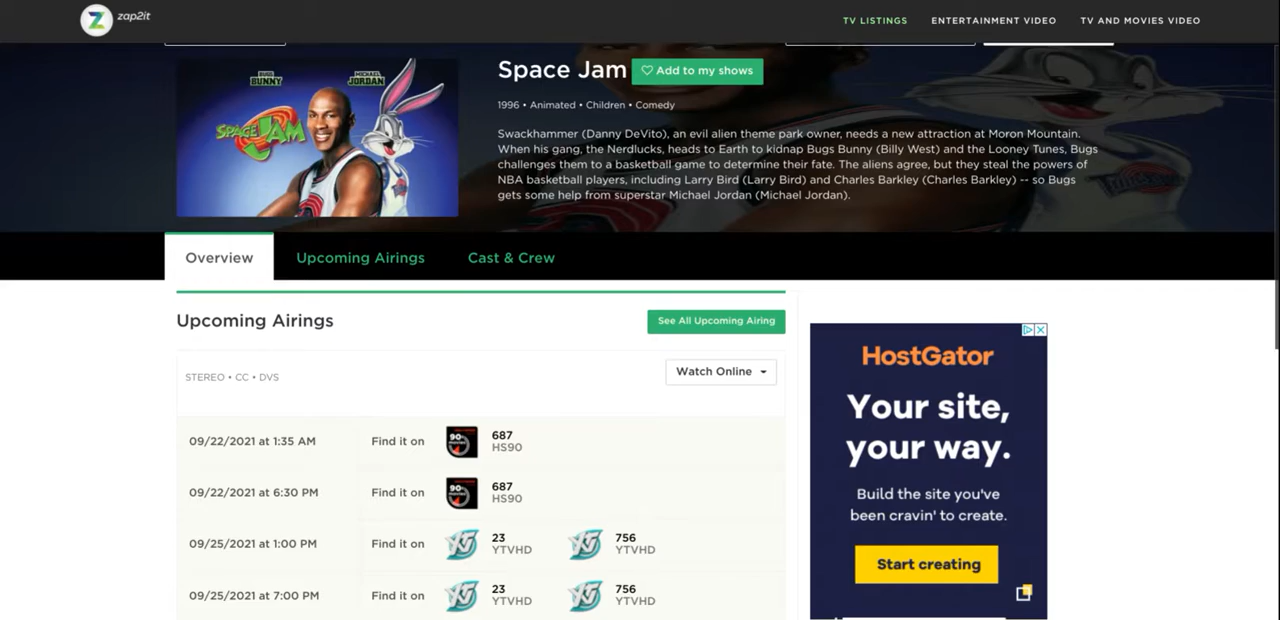 zap2it
TV LISTINGS
ENTERTAINMENT VIDEO
TV AND MOVIES VIDEO
BUGS
BUNNY
MICHAEL
JORDAN
SPACE JAM
Space Jam
Add to my shows
1996 • Animated • Children • Comedy
Swackhammer (Danny DeVito), an evil alien theme park owner, needs a new attraction at Moron Mountain.
When his gang, the Nerdlucks, heads to Earth to kidnap Bugs Bunny (Billy West) and the Looney Tunes, Bugs
challenges them to a basketball game to determine their fate. The aliens agree, but they steal the powers of
NBA basketball players, including Larry Bird (Larry Bird) and Charles Barkley (Charles Barkley) -- so Bugs
gets some help from superstar Michael Jordan (Michael Jordan).
Overview
Upcoming Airings
Cast & Crew
Upcoming Airings
See All Upcoming Airing
STEREO • CC • DVS
Watch Online
09/22/2021 at 1:35 AM Find it on 687
HS90
09/22/2021 at 6:30 PM Find it on 687
HS90
09/25/2021 at 1:00 PM Find it on 23 756
YTVHD YTVHD
09/25/2021 at 7:00 PM Find it on 23 756
YTVHD YTVHD
HostGator
Your site,
your way.
Build the site you've
been cravin' to create.
Start creating